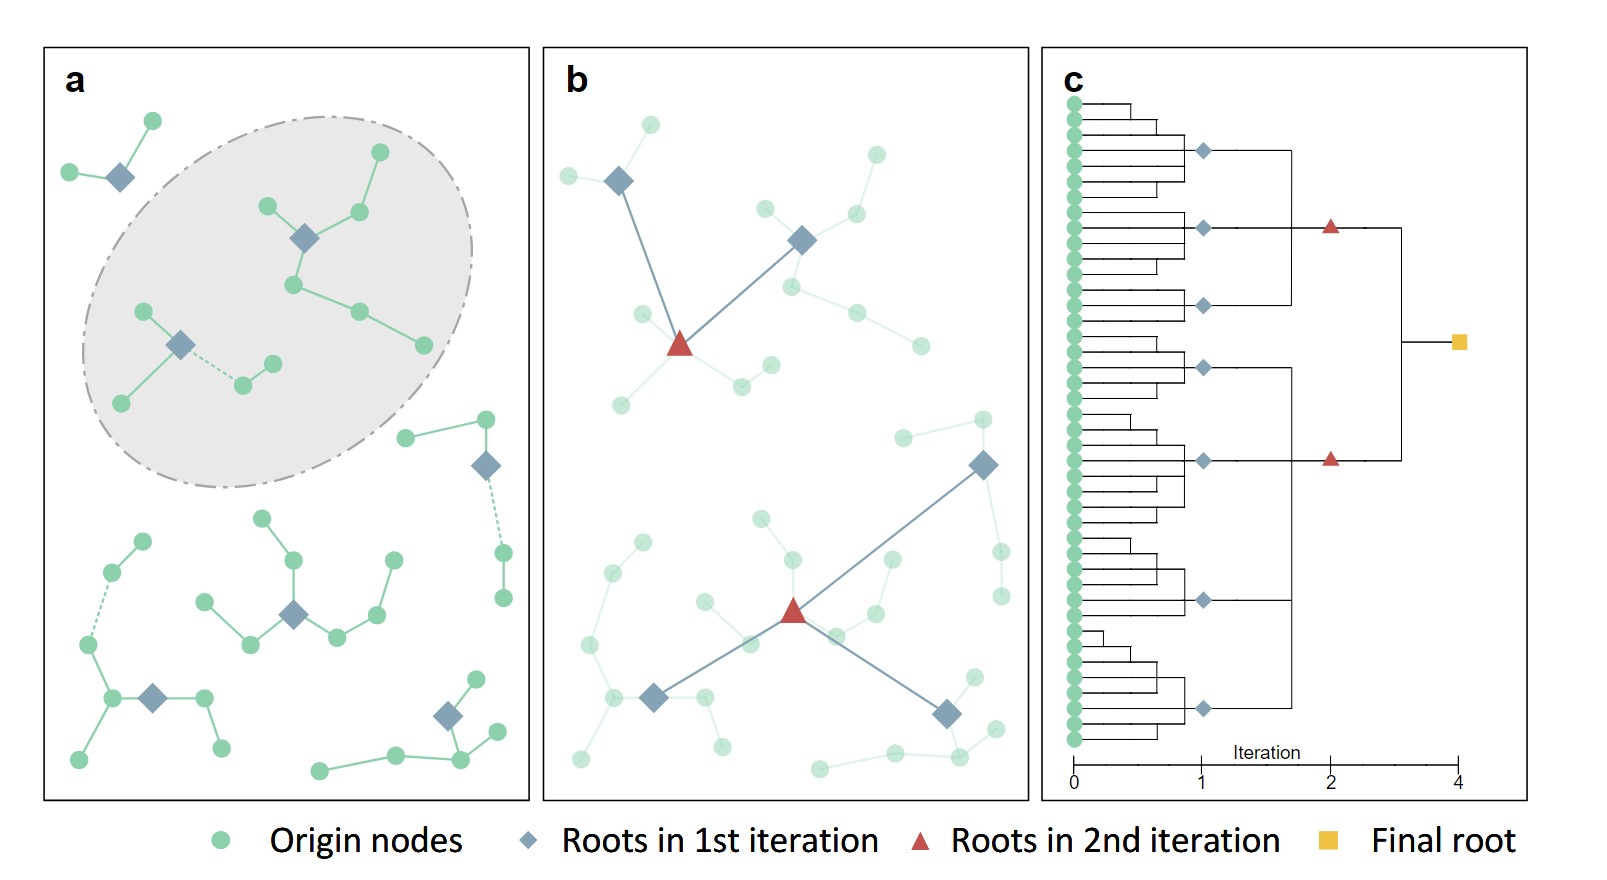 a
b
c
Iteration
0 1 2 4
Origin nodes Roots in 1st iteration Roots in 2nd iteration Final root